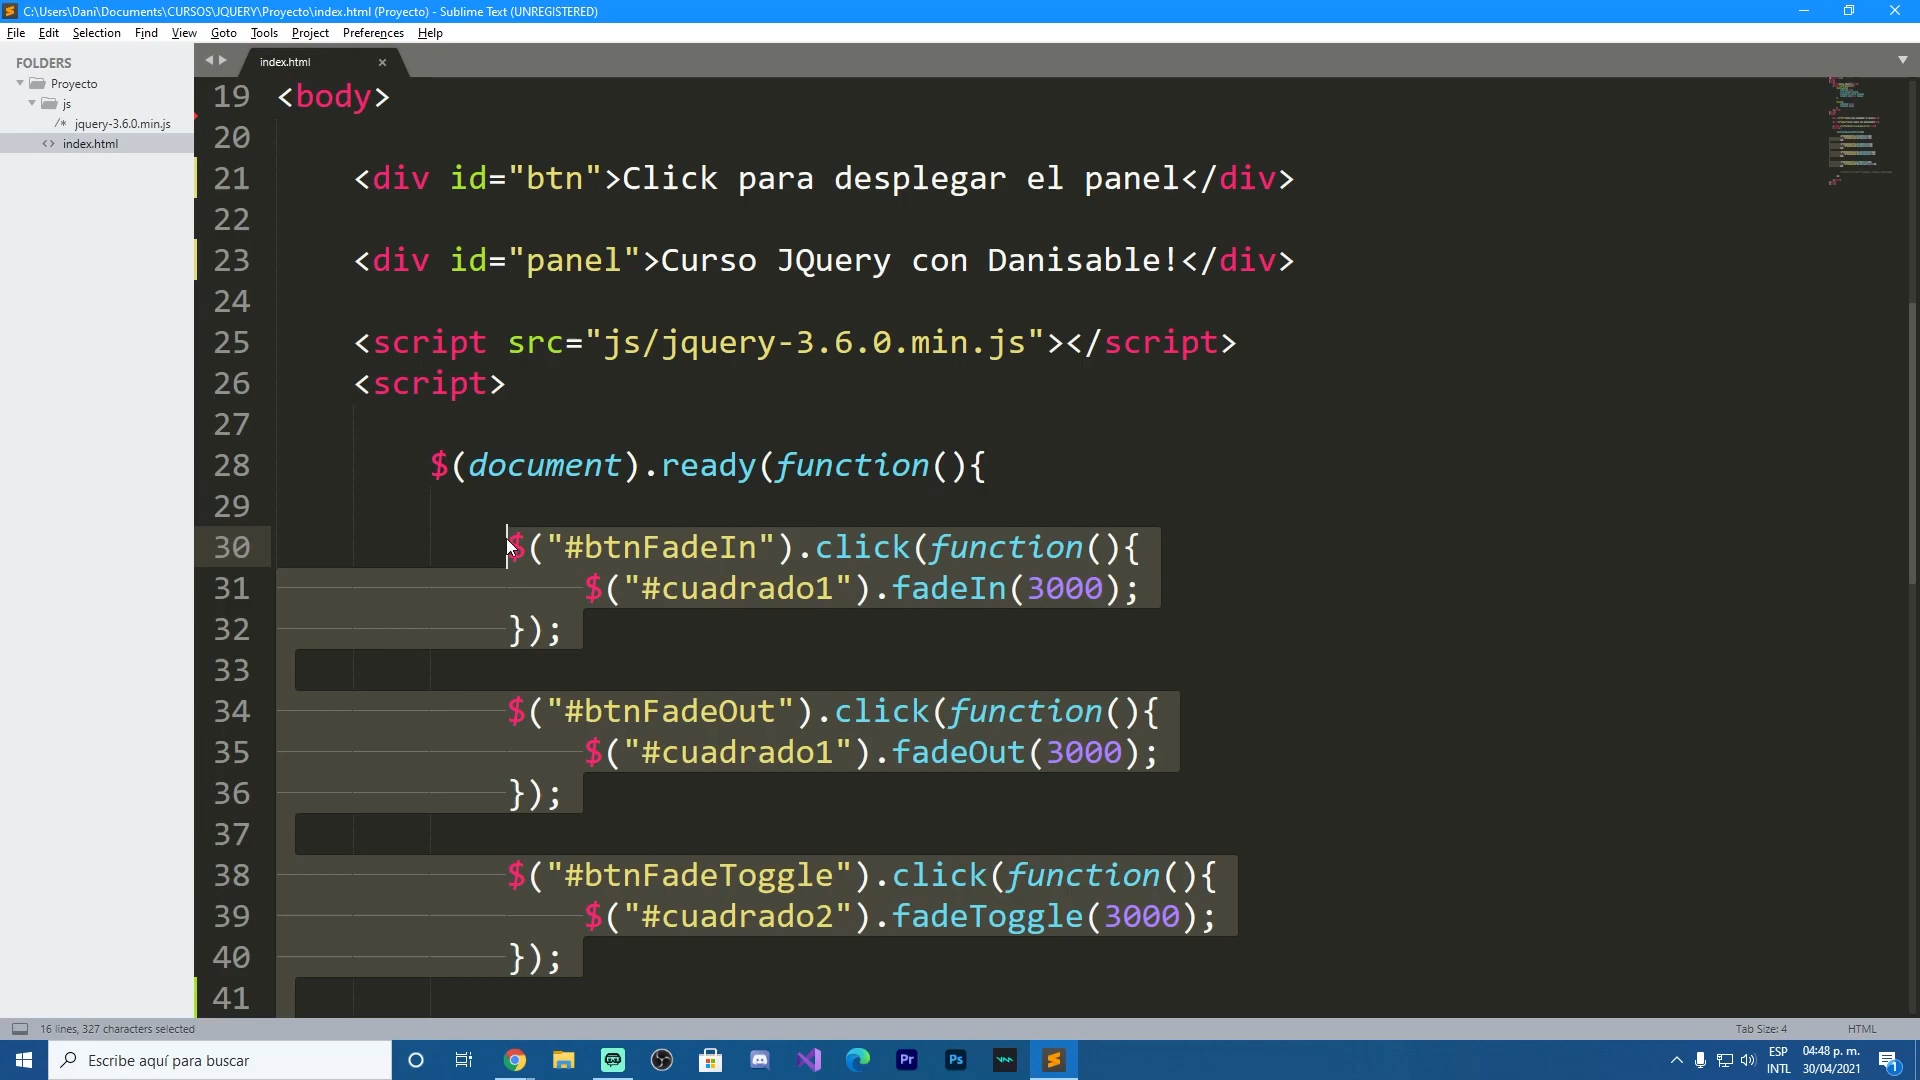 C:\Users\Dani\Documents\CURSOS\JQUERY\Proyecto\index.html (Proyecto) - Sublime Text (UNREGISTERED)
File Edit Selection Find View Goto Tools Project Preferences Help
FOLDERS
Proyecto
js
/* jquery-3.6.0.min.js
<> index.html
index.html
19 <body>
20
21 <div id="btn">Click para desplegar el panel</div>
22
23 <div id="panel">Curso JQuery con Danisable!</div>
24
25 <script src="js/jquery-3.6.0.min.js"></script>
26 <script>
27
28 $(document).ready(function(){
29
30 $("#btnFadeIn").click(function(){
31 $("#cuadrado1").fadeIn(3000);
32 });
33
34 $("#btnFadeOut").click(function(){
35 $("#cuadrado1").fadeOut(3000);
36 });
37
38 $("#btnFadeToggle").click(function(){
39 $("#cuadrado2").fadeToggle(3000);
40 });
41
16 lines, 327 characters selected
Tab Size: 4 HTML
Escribe aquí para buscar
Pr
Ps
ESP
INTL
04:48 p. m.
30/04/2021
1